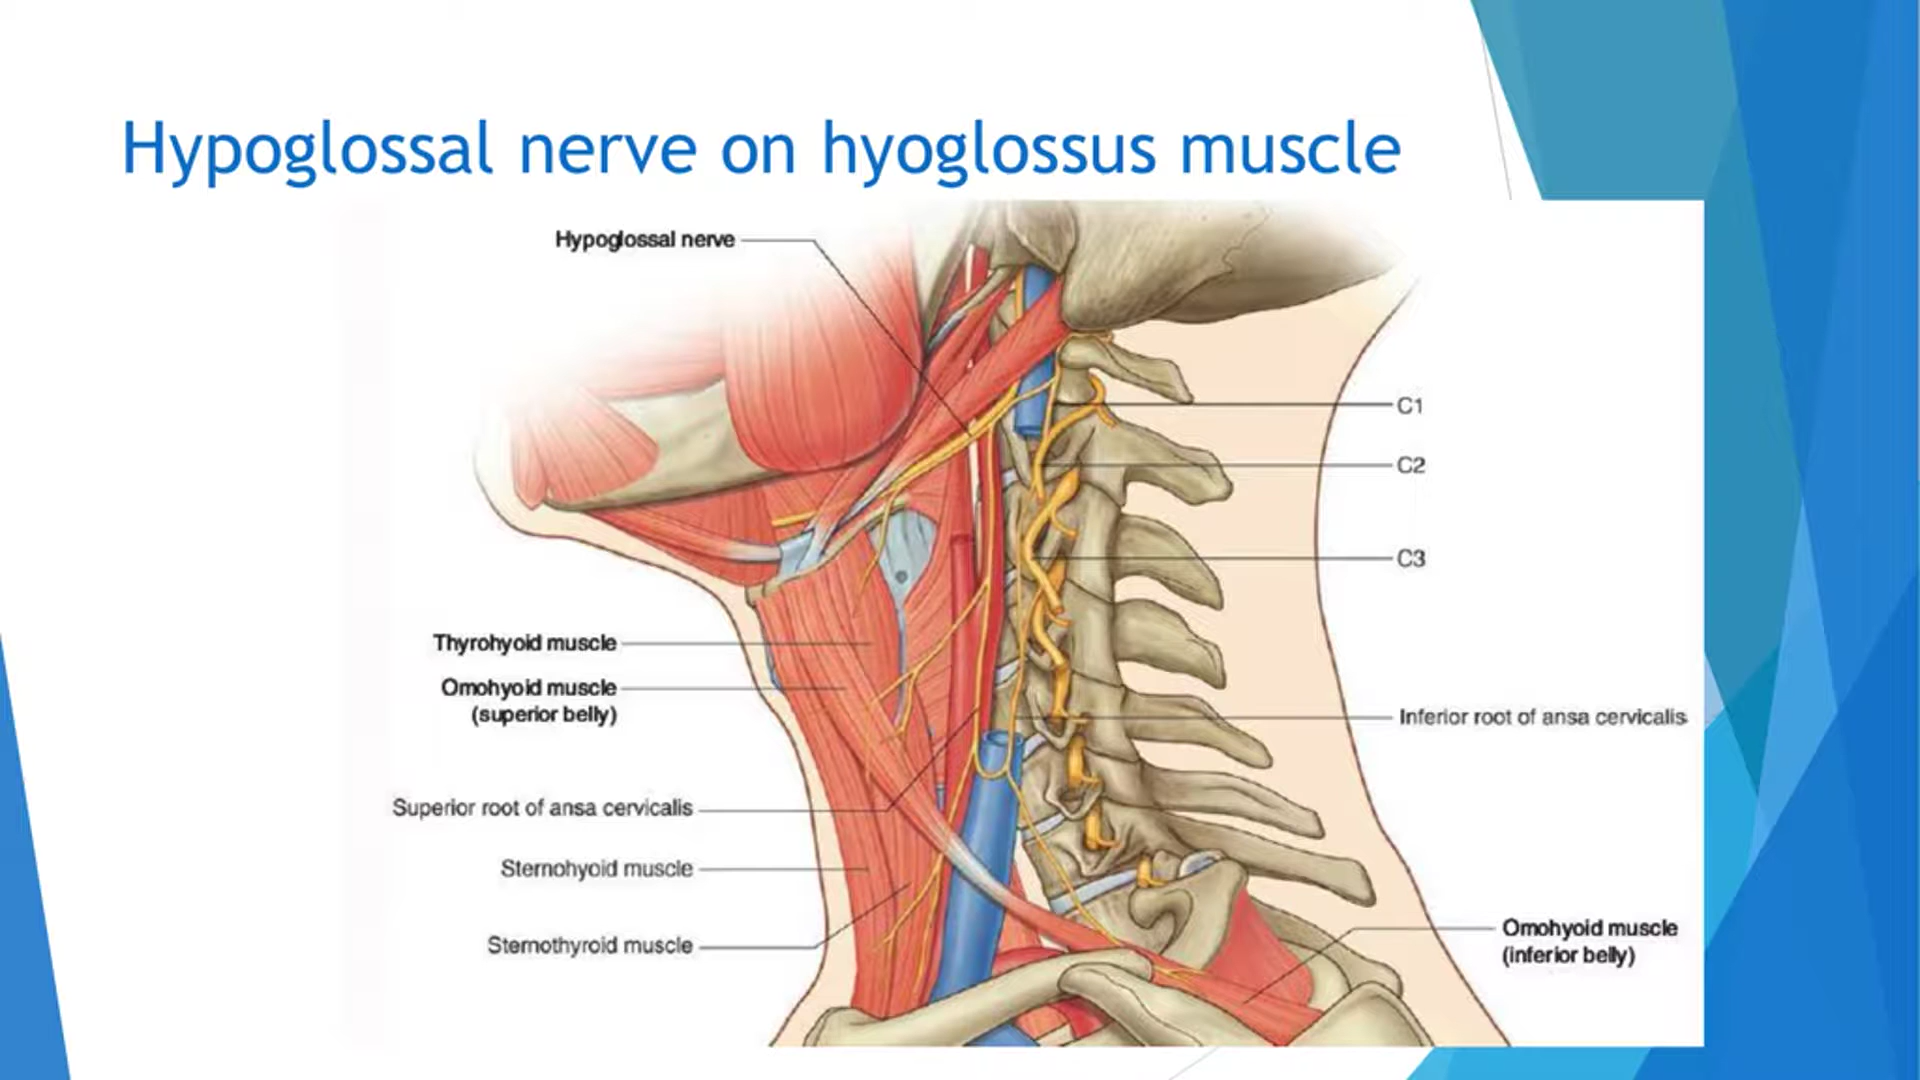 Hypoglossal nerve on hyoglossus muscle
Hypoglossal nerve
C1
C2
C3
Thyrohyoid muscle
Omohyoid muscle
(superior belly)
Inferior root of ansa cervicalis
Superior root of ansa cervicalis
Sternohyoid muscle
Sternothyroid muscle
Omohyoid muscle
(inferior belly)